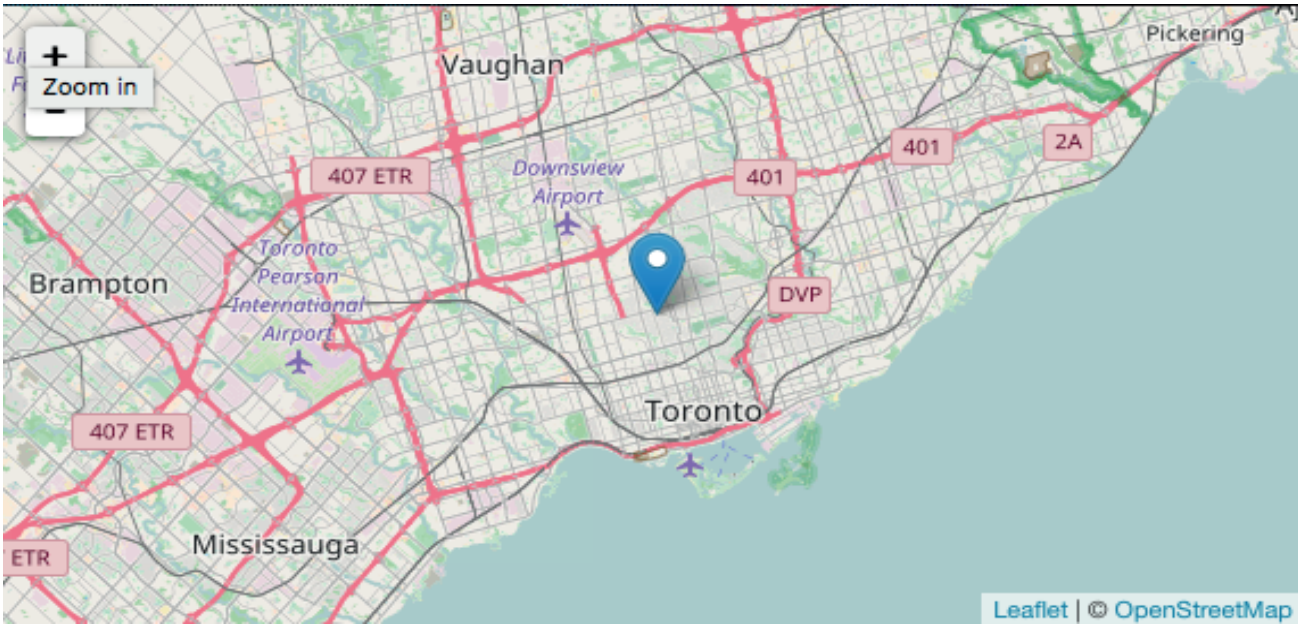 +
Zoom in
−
Vaughan
Pickering
407 ETR
Downsview
Airport
401
401
2A
Toronto
Pearson
International
Airport
Brampton
DVP
407 ETR
Toronto
Mississauga
ETR
Leaflet | © OpenStreetMap